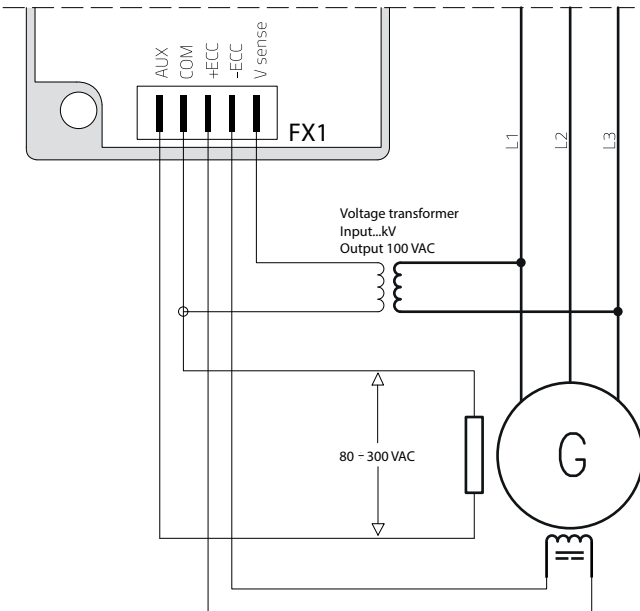 AUX
COM
+ECC
-ECC
V sense
FX1
L1
L2
L3
Voltage transformer
Input...kV
Output 100 VAC
80 - 300 VAC
G